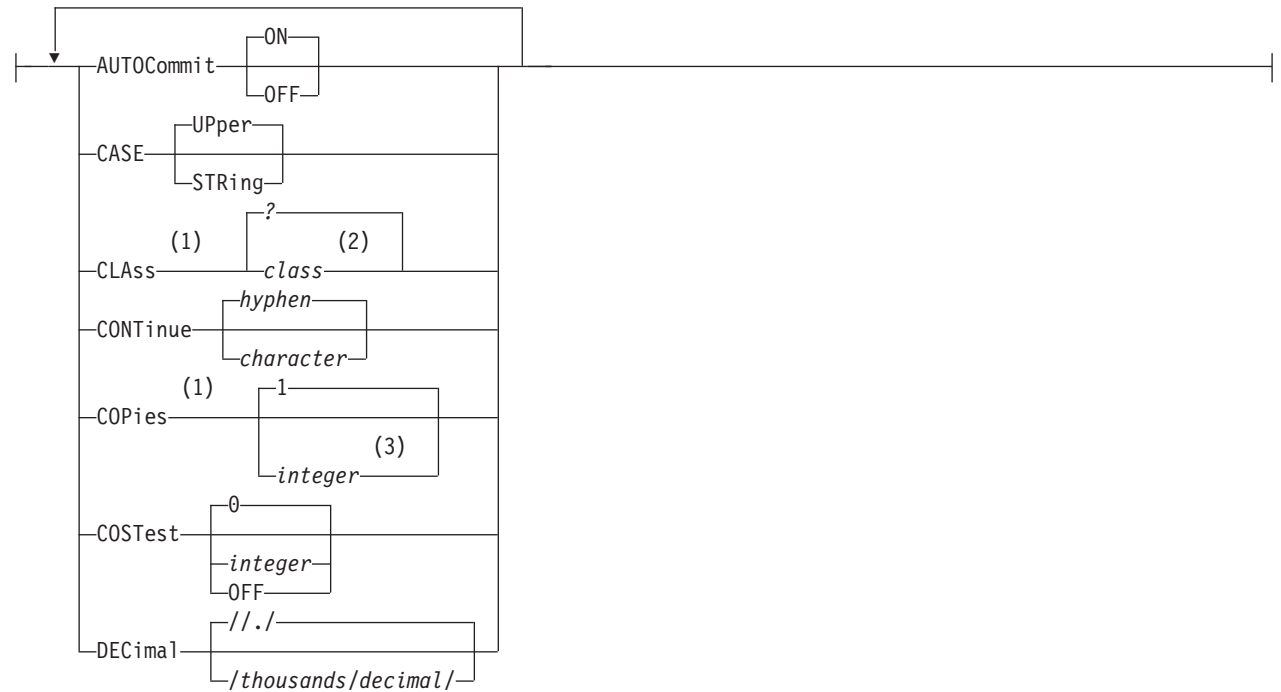 ON
AUTOCommit
OFF
UPper
CASE
STRing
?
(1) (2)
CLAss class
hyphen
CONTinue
character
(1) 1
COPies
(3)
integer
0
COSTest
integer
OFF
//./
DECimal
/thousands/decimal/